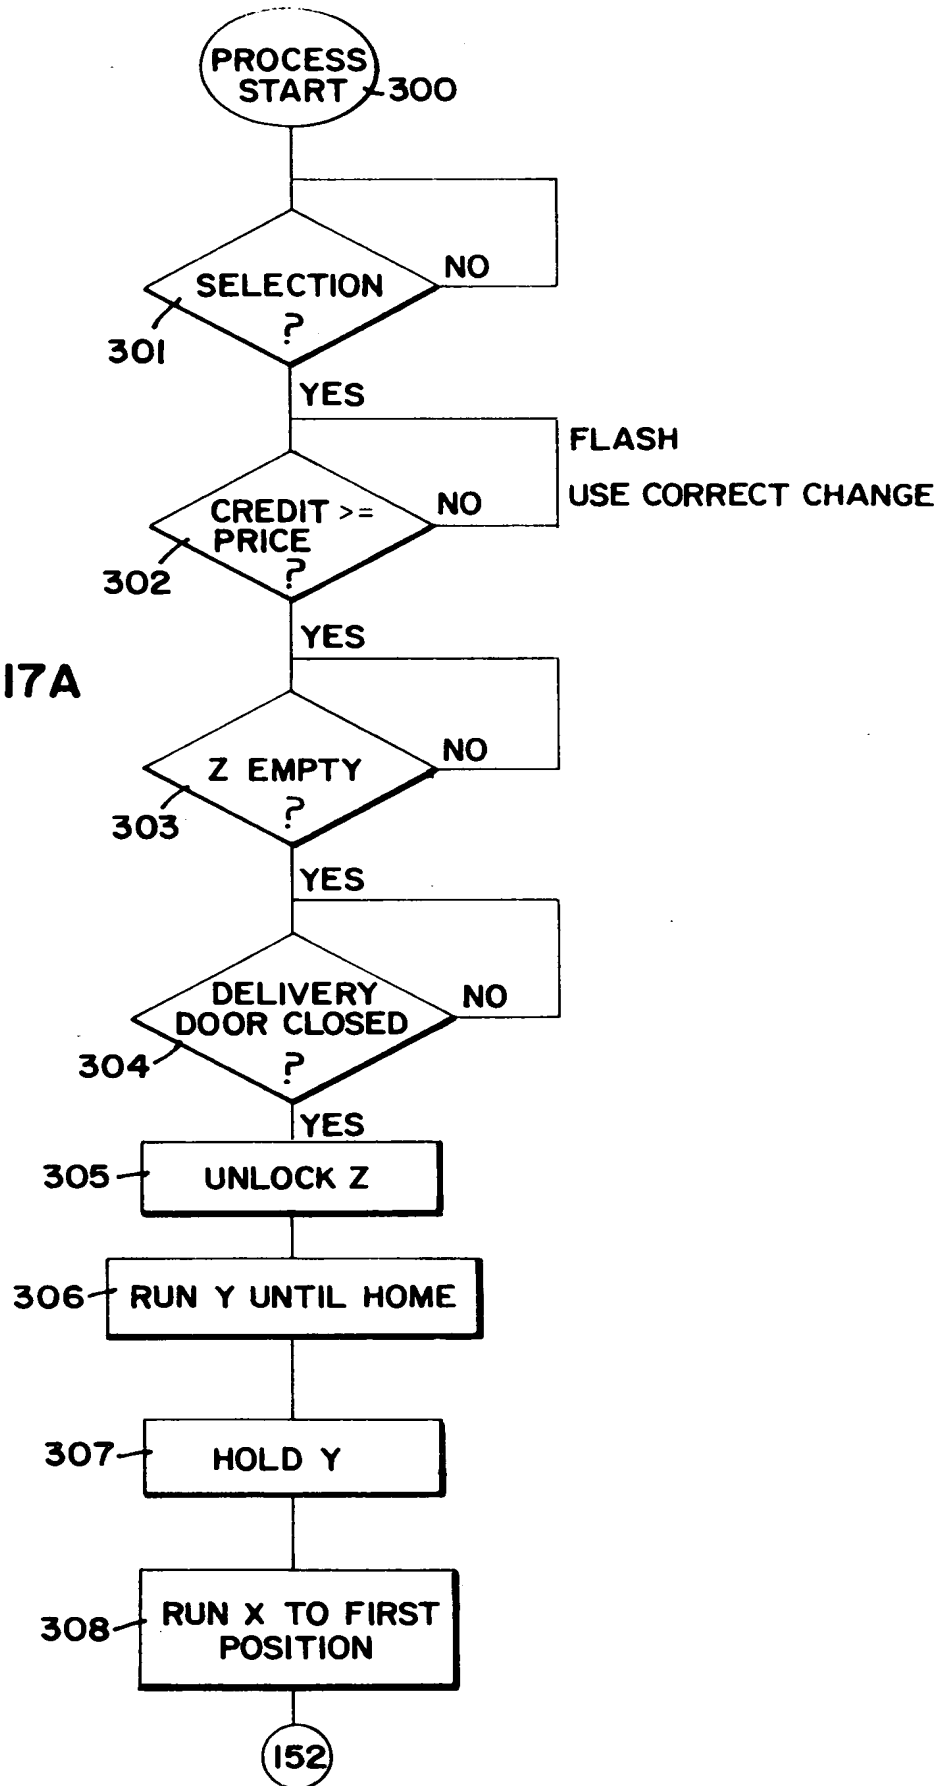 PROCESS
START
300
SELECTION
?
NO
301
YES
FLASH
USE CORRECT CHANGE
CREDIT >=
PRICE
?
NO
302
YES
17A
Z EMPTY
?
NO
303
YES
DELIVERY
DOOR CLOSED
?
NO
304
YES
305
UNLOCK Z
306
RUN Y UNTIL HOME
307
HOLD Y
308
RUN X TO FIRST
POSITION
152